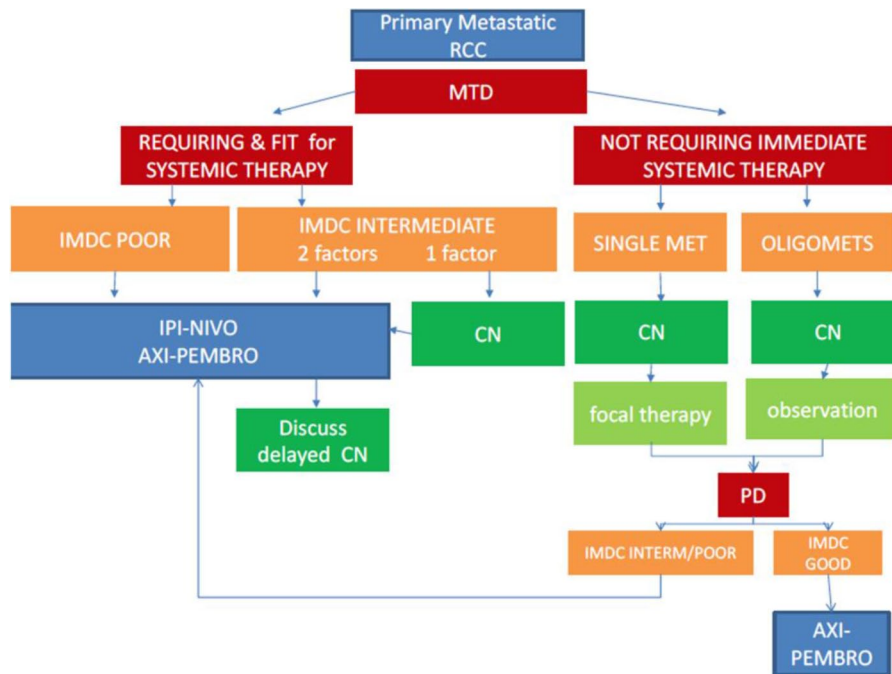 Primary Metastatic
RCC
MTD
REQUIRING & FIT for
SYSTEMIC THERAPY
NOT REQUIRING IMMEDIATE
SYSTEMIC THERAPY
IMDC POOR
IMDC INTERMEDIATE
2 factors 1 factor
SINGLE MET
OLIGOMETS
IPI-NIVO
AXI-PEMBRO
CN
CN
CN
Discuss
delayed CN
focal therapy
observation
PD
IMDC INTERM/POOR
IMDC
GOOD
AXI-
PEMBRO